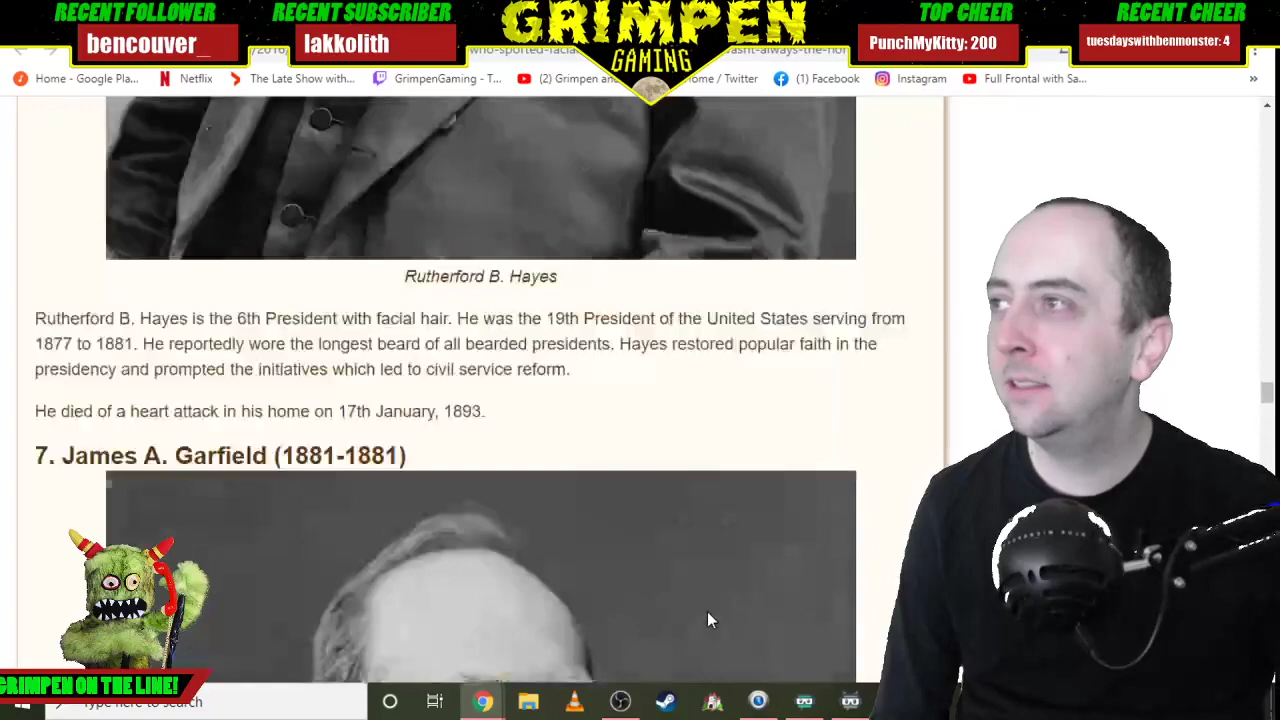 RECENT FOLLOWER
bencouver_
RECENT SUBSCRIBER
lakkolith
GRIMPEN
GAMING
TOP CHEER
PunchMyKitty: 200
RECENT CHEER
tuesdayswithbenmonster: 4
Home - Google Pla...
Netflix
The Late Show with...
GrimpenGaming - T...
(2) Grimpen an
ome / Twitter
(1) Facebook
Instagram
Full Frontal with Sa...
»
Rutherford B. Hayes
Rutherford B. Hayes is the 6th President with facial hair. He was the 19th President of the United States serving from
1877 to 1881. He reportedly wore the longest beard of all bearded presidents. Hayes restored popular faith in the
presidency and prompted the initiatives which led to civil service reform.
He died of a heart attack in his home on 17th January, 1893.
7. James A. Garfield (1881-1881)
GRIMPEN ON THE LINE!
Type here to search